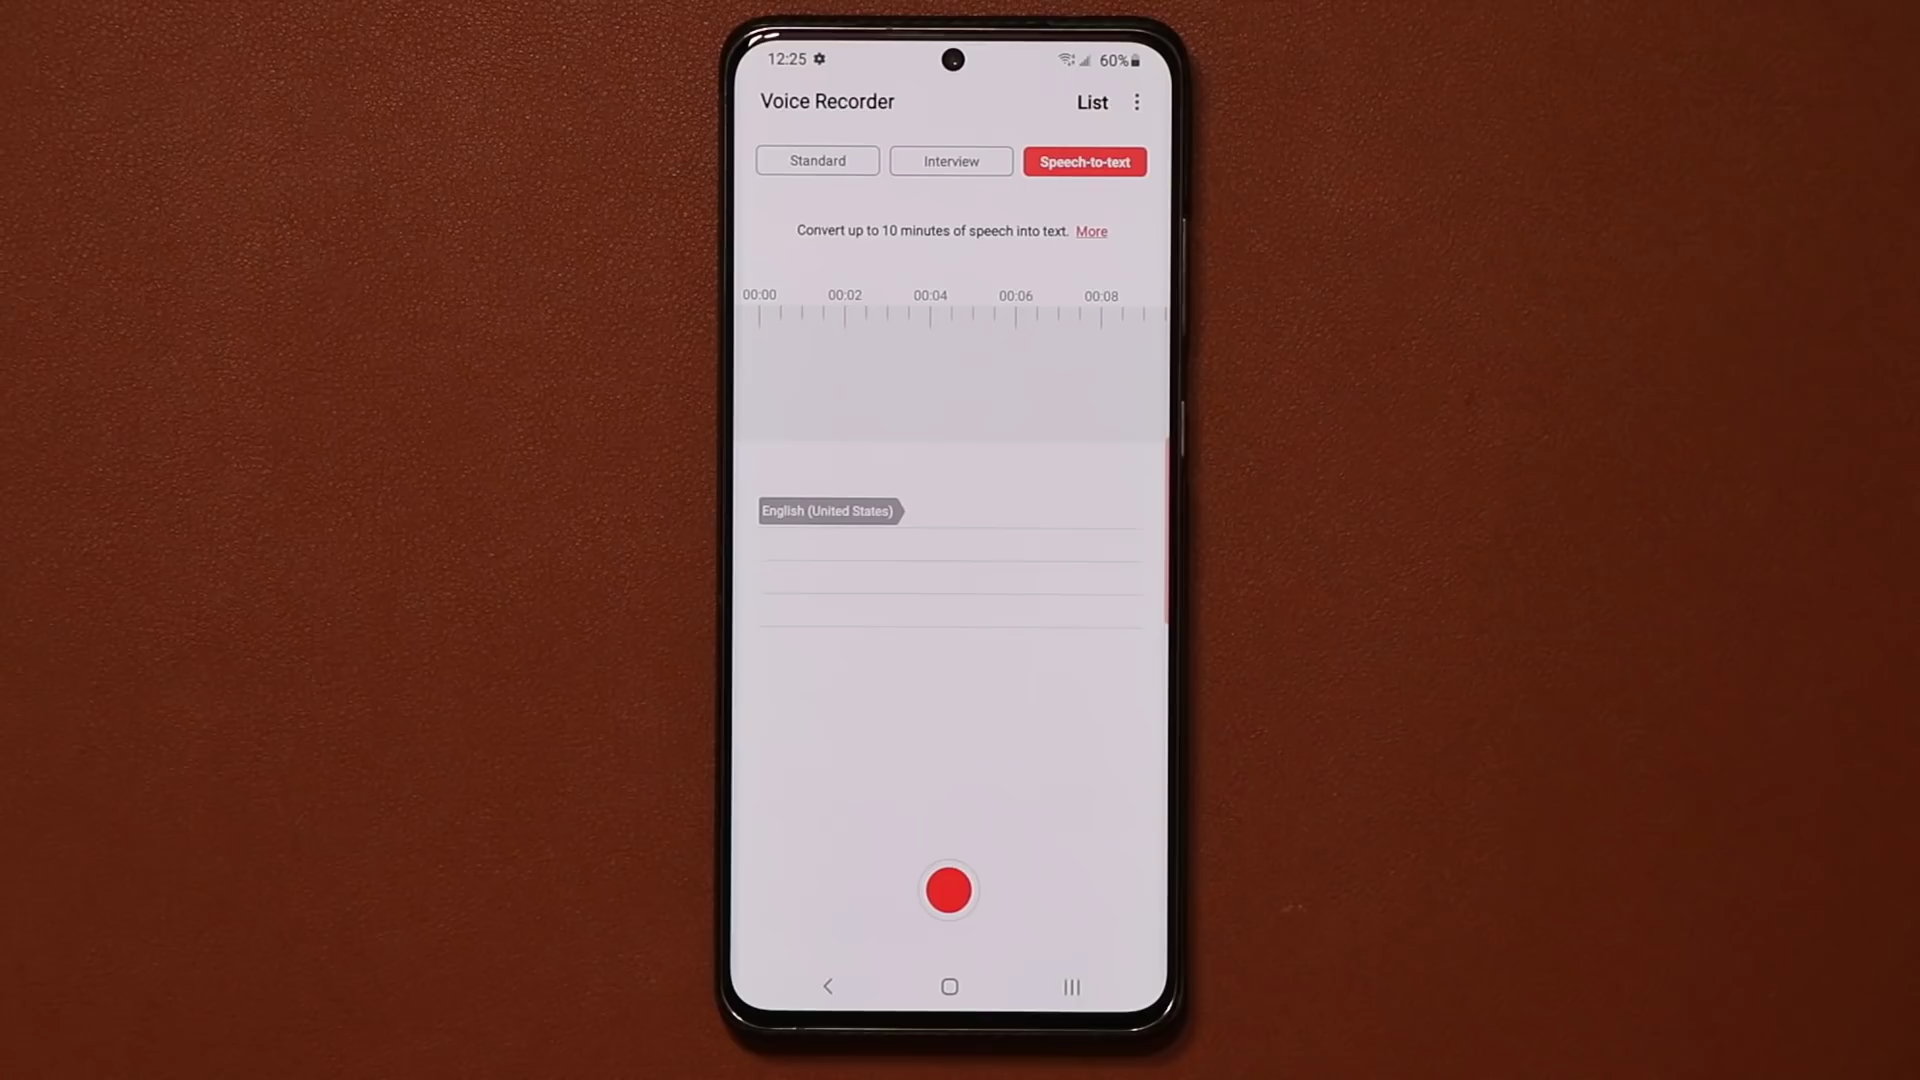 12:25 60%
Voice Recorder List
Standard Interview Speech-to-text
Convert up to 10 minutes of speech into text. More
00:00 00:02 00:04 00:06 00:08
English (United States)